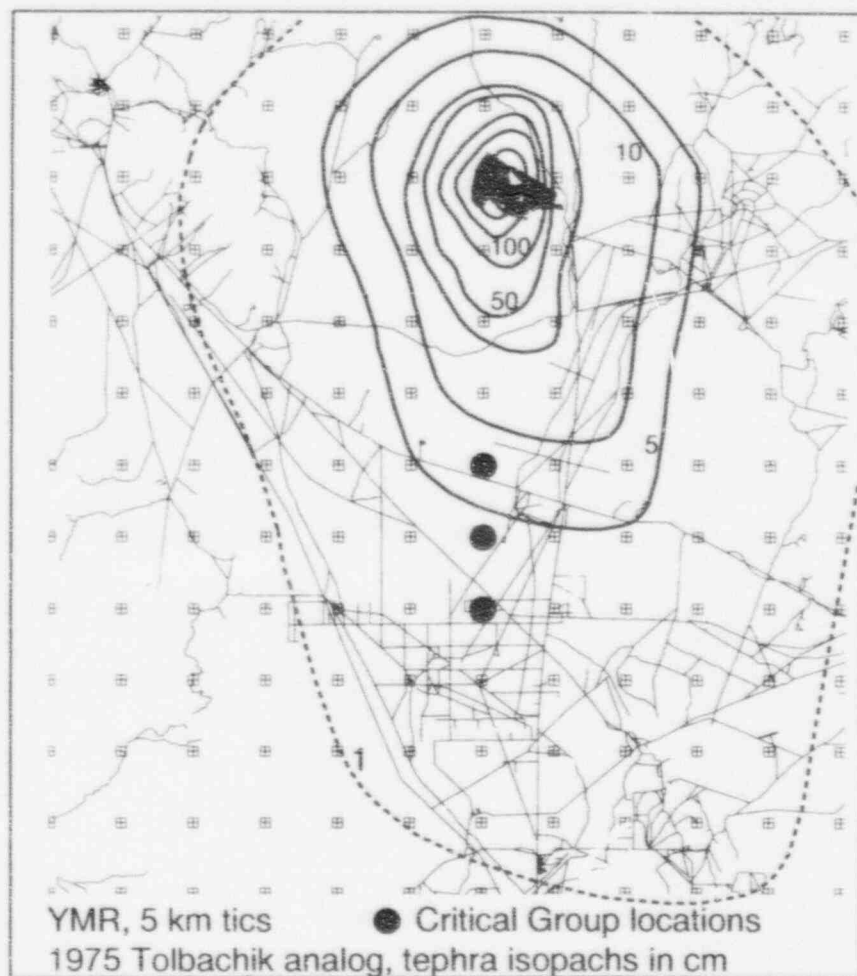 10
100
50
5
1
YMR, 5 km tics
Critical Group locations
1975 Tolbachik analog, tephra isopachs in cm